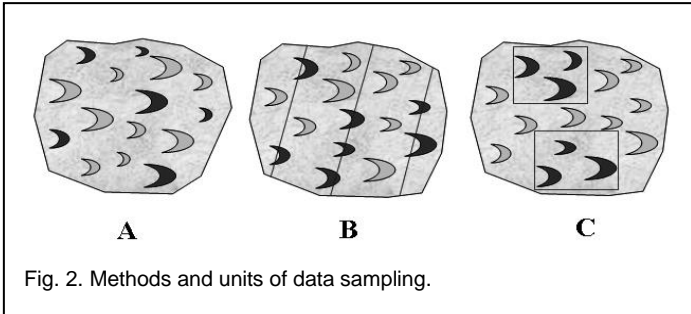 A B C
Fig. 2. Methods and units of data sampling.